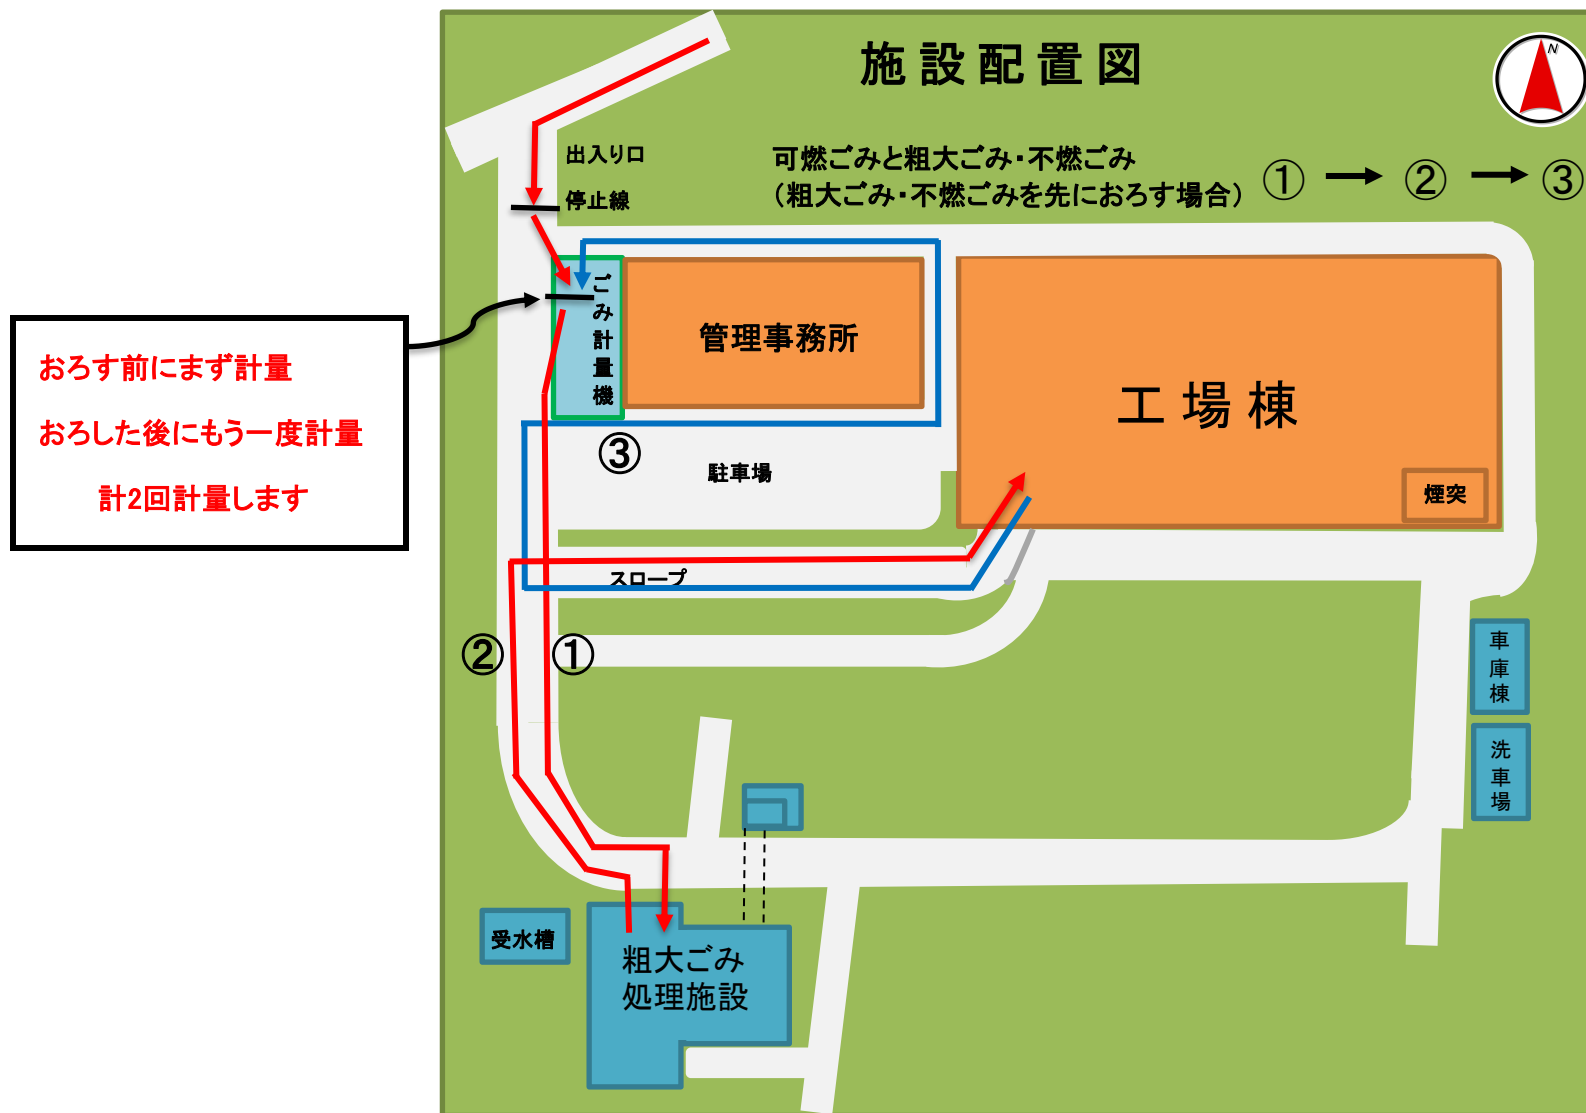 施設配置図
N
出入り口
停止線
可燃ごみと粗大ごみ・不燃ごみ
（粗大ごみ・不燃ごみを先におろす場合）
① → ② → ③
ごみ計量機
管理事務所
工場棟
煙突
おろす前にまず計量
おろした後にもう一度計量
計2回計量します
③
駐車場
スロープ
②
①
車庫棟
洗車場
受水槽
粗大ごみ
処理施設